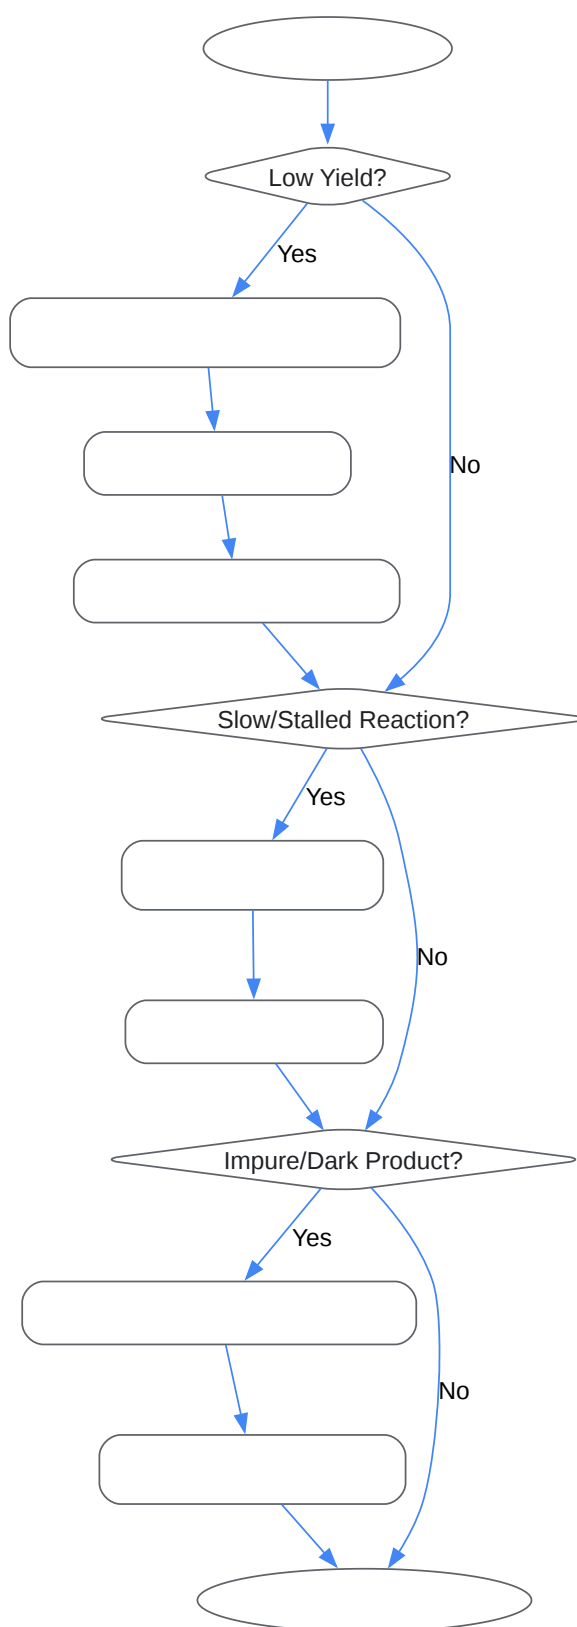 Low Yield?
Yes
No
Slow/Stalled Reaction?
Yes
No
Impure/Dark Product?
Yes
No